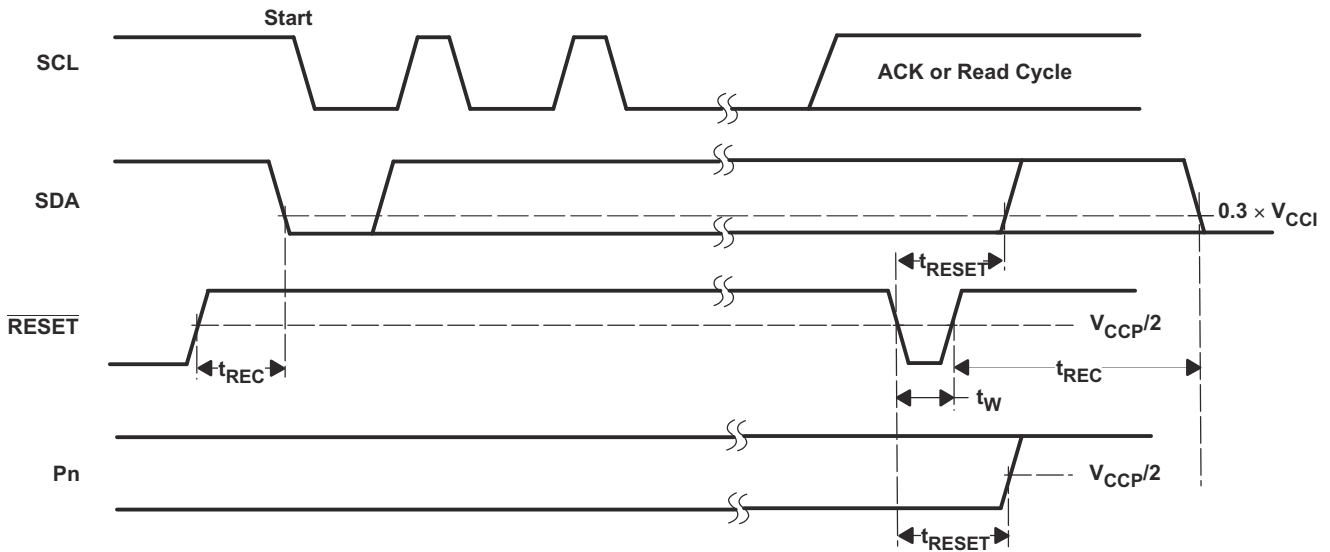 Start
SCL
ACK or Read Cycle
SDA
0.3 × VCCI
tRESET
RESET
VCCP/2
tREC
tREC
tW
Pn
VCCP/2
tRESET